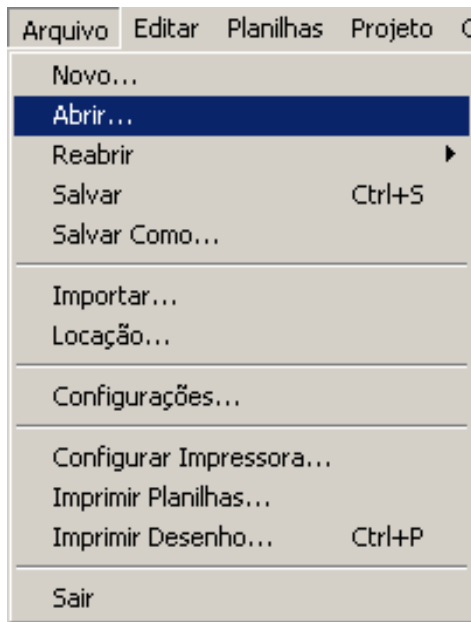 Arquivo Editar Planilhas Projeto
Novo...
Abrir...
Reabrir
Salvar Ctrl+S
Salvar Como...
Importar...
Locação...
Configurações...
Configurar Impressora...
Imprimir Planilhas...
Imprimir Desenho... Ctrl+P
Sair